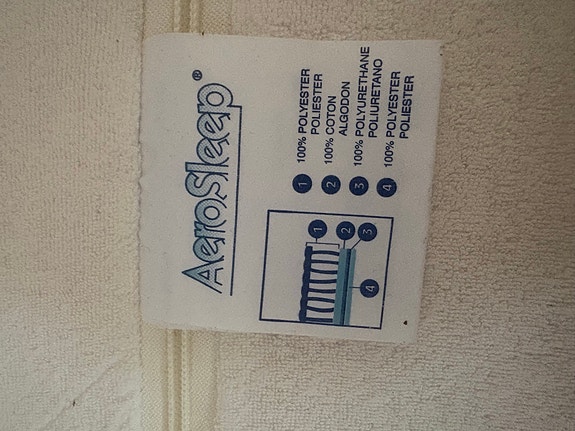 AeroSleep®
1 100% POLYESTER
POLIESTER
2 100% COTON
ALGODON
3 100% POLYURETHANE
POLIURETANO
4 100% POLYESTER
POLIESTER
1
2
3
4